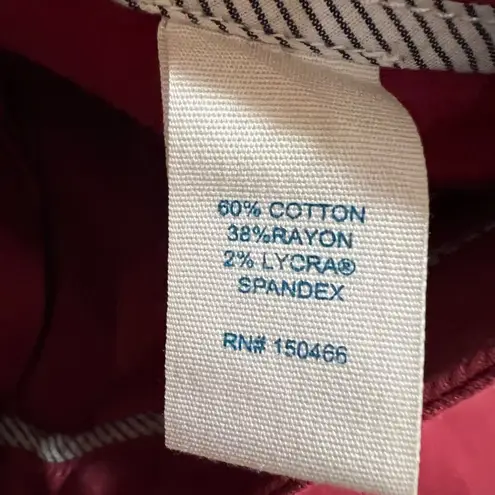 60% COTTON
38%RAYON
2% LYCRA®
SPANDEX
RN# 150466